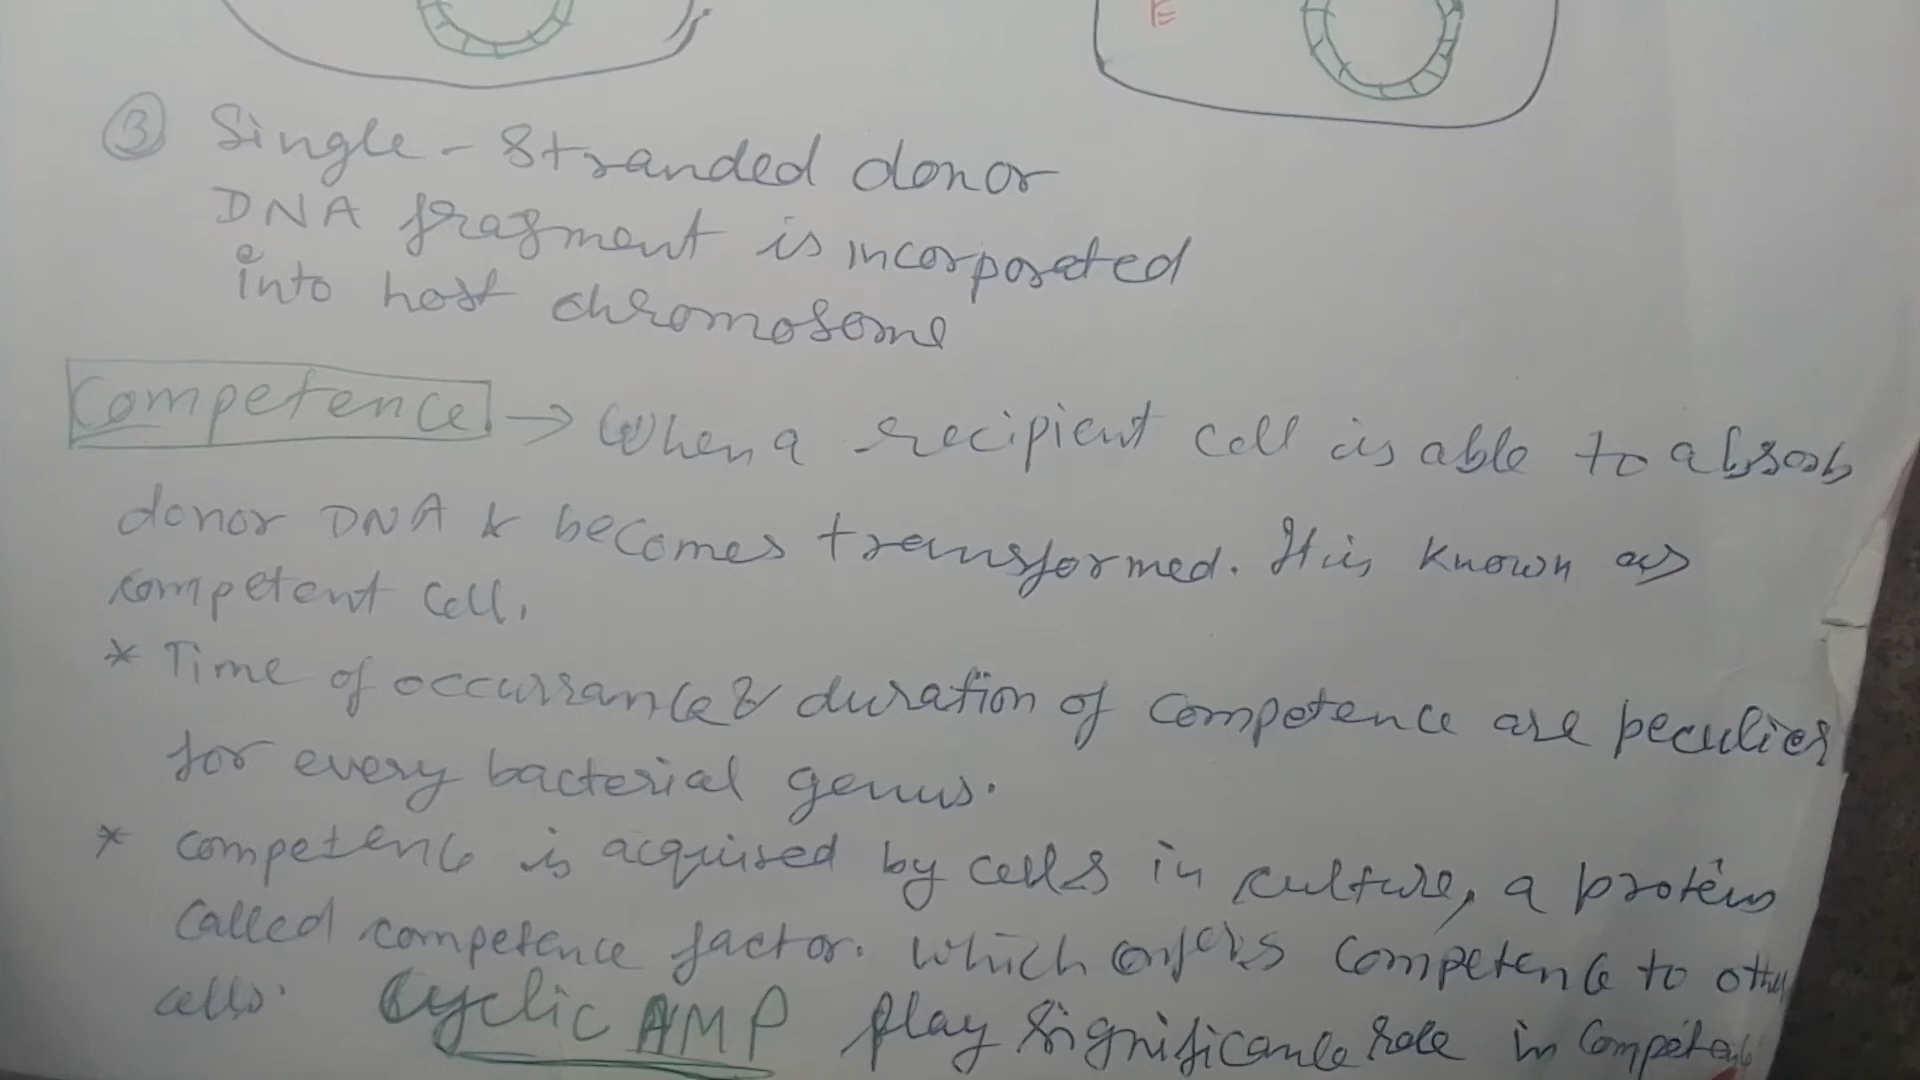 ③ Single-Stranded donor
DNA fragment is incorporated
into host chromosome
Competence → When a recipient cell is able to absorb
donor DNA & becomes transformed. It is known as
competent cell.
* Time of occurrance & duration of competence are peculier
for every bacterial genus.
* competence is acquired by cells in culture, a protein
called competence factor. which confers competence to other
cells. Cyclic AMP play significance role in